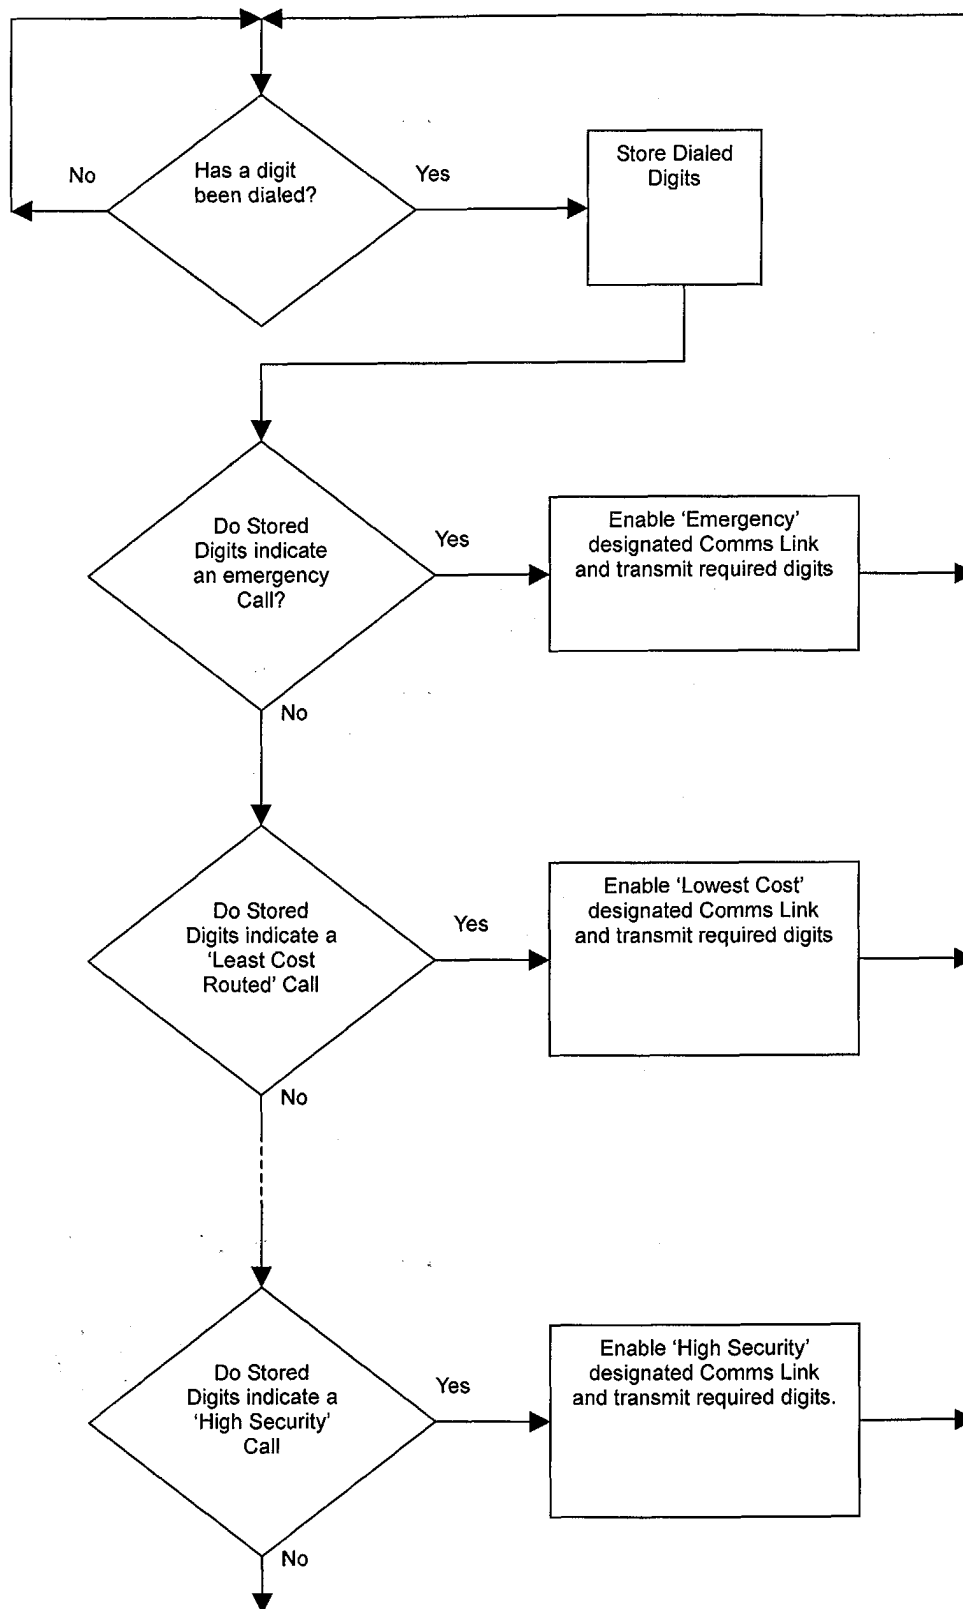 Has a digit
been dialed?
No
Yes
Store Dialed
Digits
Do Stored
Digits indicate
an emergency
Call?
Yes
No
Enable ‘Emergency’
designated Comms Link
and transmit required digits
Do Stored
Digits indicate a
‘Least Cost
Routed’ Call
Yes
No
Enable ‘Lowest Cost’
designated Comms Link
and transmit required digits
Do Stored
Digits indicate a
‘High Security’
Call
Yes
No
Enable ‘High Security’
designated Comms Link
and transmit required digits.